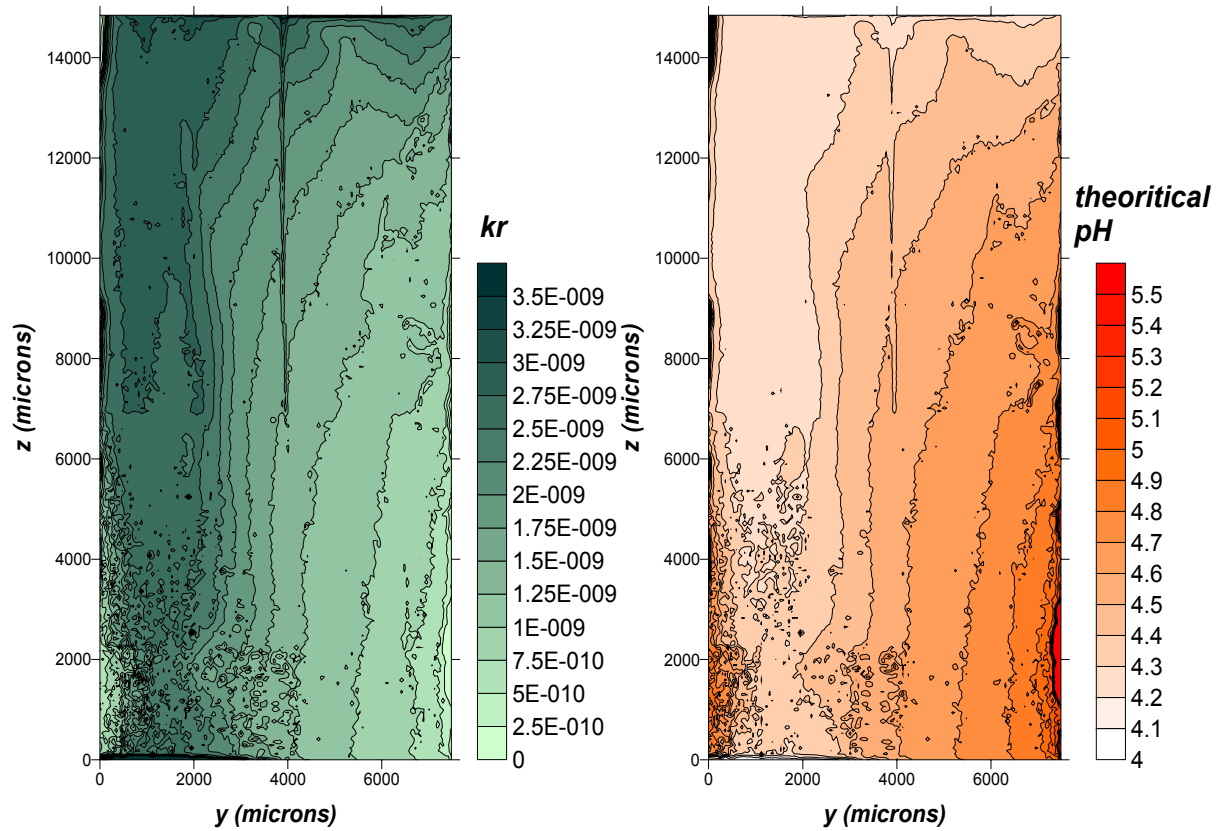 14000
12000
10000
8000
6000
4000
2000
0
z (microns)
0 2000 4000 6000
y (microns)
kr
3.5E-009
3.25E-009
3E-009
2.75E-009
2.5E-009
2.25E-009
2E-009
1.75E-009
1.5E-009
1.25E-009
1E-009
7.5E-010
5E-010
2.5E-010
0
14000
12000
10000
8000
6000
4000
2000
0
z (microns)
0 2000 4000 6000
y (microns)
theoritical
pH
5.5
5.4
5.3
5.2
5.1
5
4.9
4.8
4.7
4.6
4.5
4.4
4.3
4.2
4.1
4